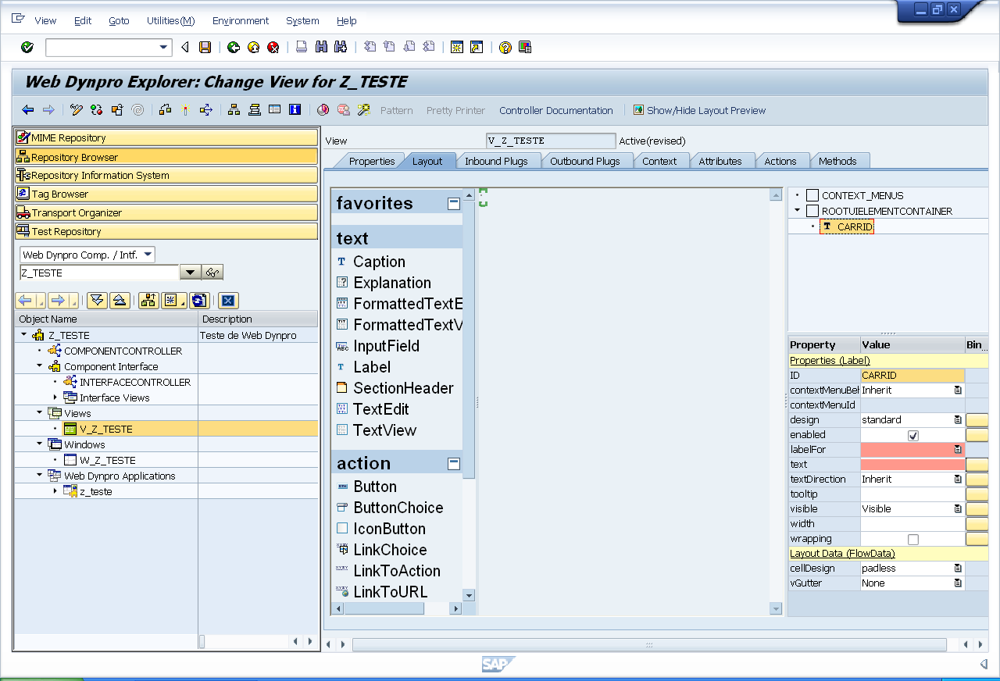 View Edit Goto Utilities(M) Environment System Help
Web Dynpro Explorer: Change View for Z_TESTE
Pattern Pretty Printer Controller Documentation Show/Hide Layout Preview
MIME Repository
Repository Browser
Repository Information System
Tag Browser
Transport Organizer
Test Repository
Web Dynpro Comp. / Intf.
Z_TESTE
Object Name Description
Z_TESTE Teste de Web Dynpro
COMPONENTCONTROLLER
Component Interface
INTERFACECONTROLLER
Interface Views
Views
V_Z_TESTE
Windows
W_Z_TESTE
Web Dynpro Applications
z_teste
View V_Z_TESTE Active(revised)
Properties Layout Inbound Plugs Outbound Plugs Context Attributes Actions Methods
favorites
text
Caption
Explanation
FormattedTextE
FormattedTextV
InputField
Label
SectionHeader
TextEdit
TextView
action
Button
ButtonChoice
IconButton
LinkChoice
LinkToAction
LinkToURL
CONTEXT_MENUS
ROOTUIELEMENTCONTAINER
CARRID
Property Value Bin...
Properties (Label)
ID CARRID
contextMenuBeh Inherit
contextMenuId
design standard
enabled
labelFor
text
textDirection Inherit
tooltip
visible Visible
width
wrapping
Layout Data (FlowData)
cellDesign padless
vGutter None
SAP